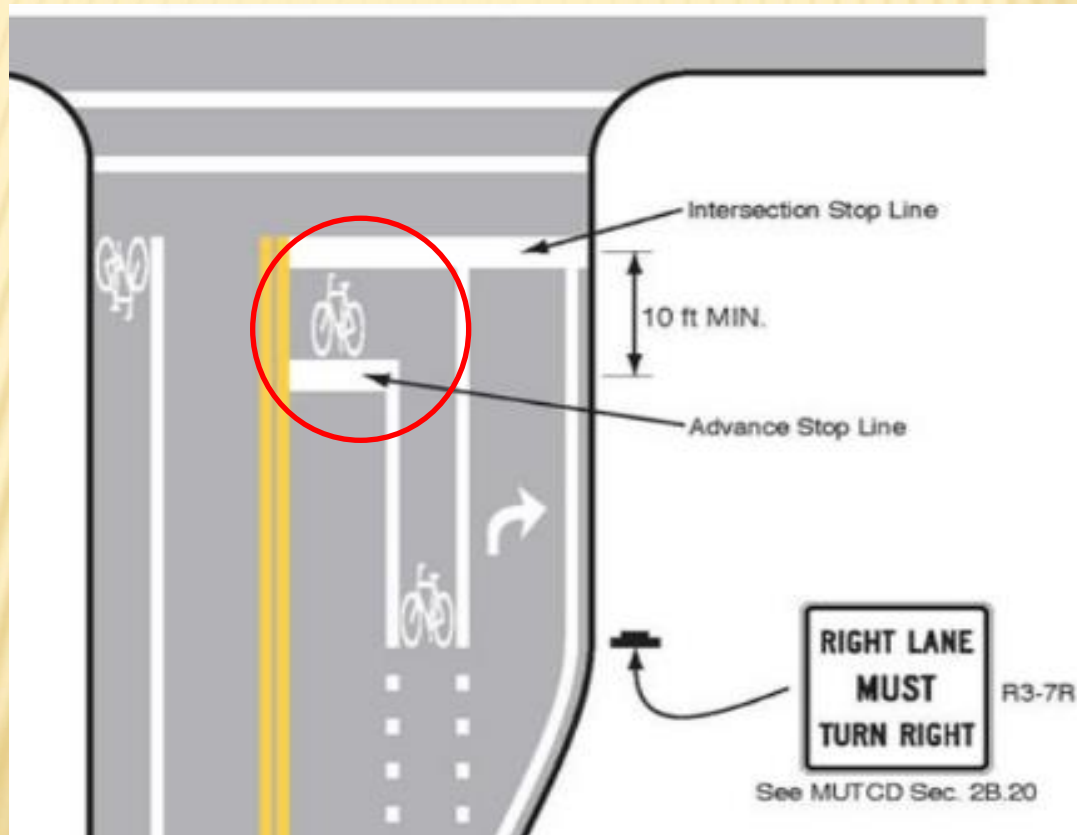 Intersection Stop Line
10 ft MIN.
Advance Stop Line
RIGHT LANE
MUST
TURN RIGHT
R3-7R
See MUTCD Sec. 2B.20